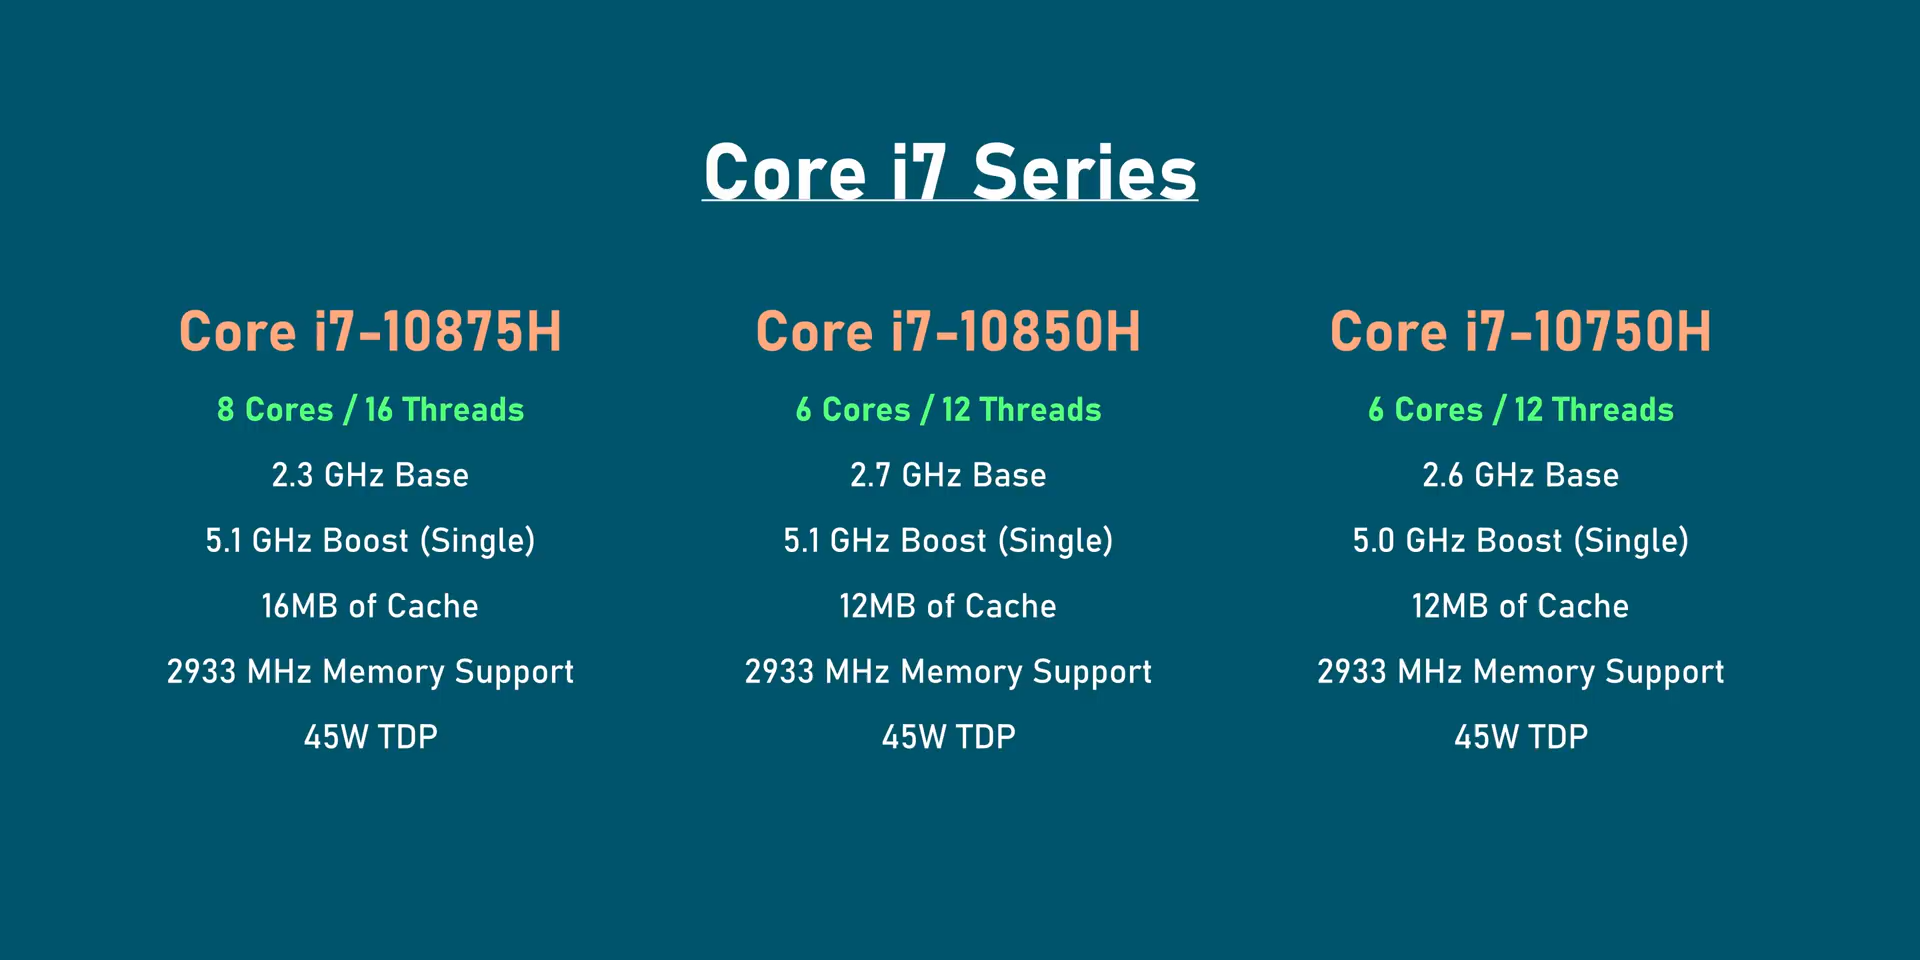 Core i7 Series
Core i7-10875H
8 Cores / 16 Threads
2.3 GHz Base
5.1 GHz Boost (Single)
16MB of Cache
2933 MHz Memory Support
45W TDP
Core i7-10850H
6 Cores / 12 Threads
2.7 GHz Base
5.1 GHz Boost (Single)
12MB of Cache
2933 MHz Memory Support
45W TDP
Core i7-10750H
6 Cores / 12 Threads
2.6 GHz Base
5.0 GHz Boost (Single)
12MB of Cache
2933 MHz Memory Support
45W TDP